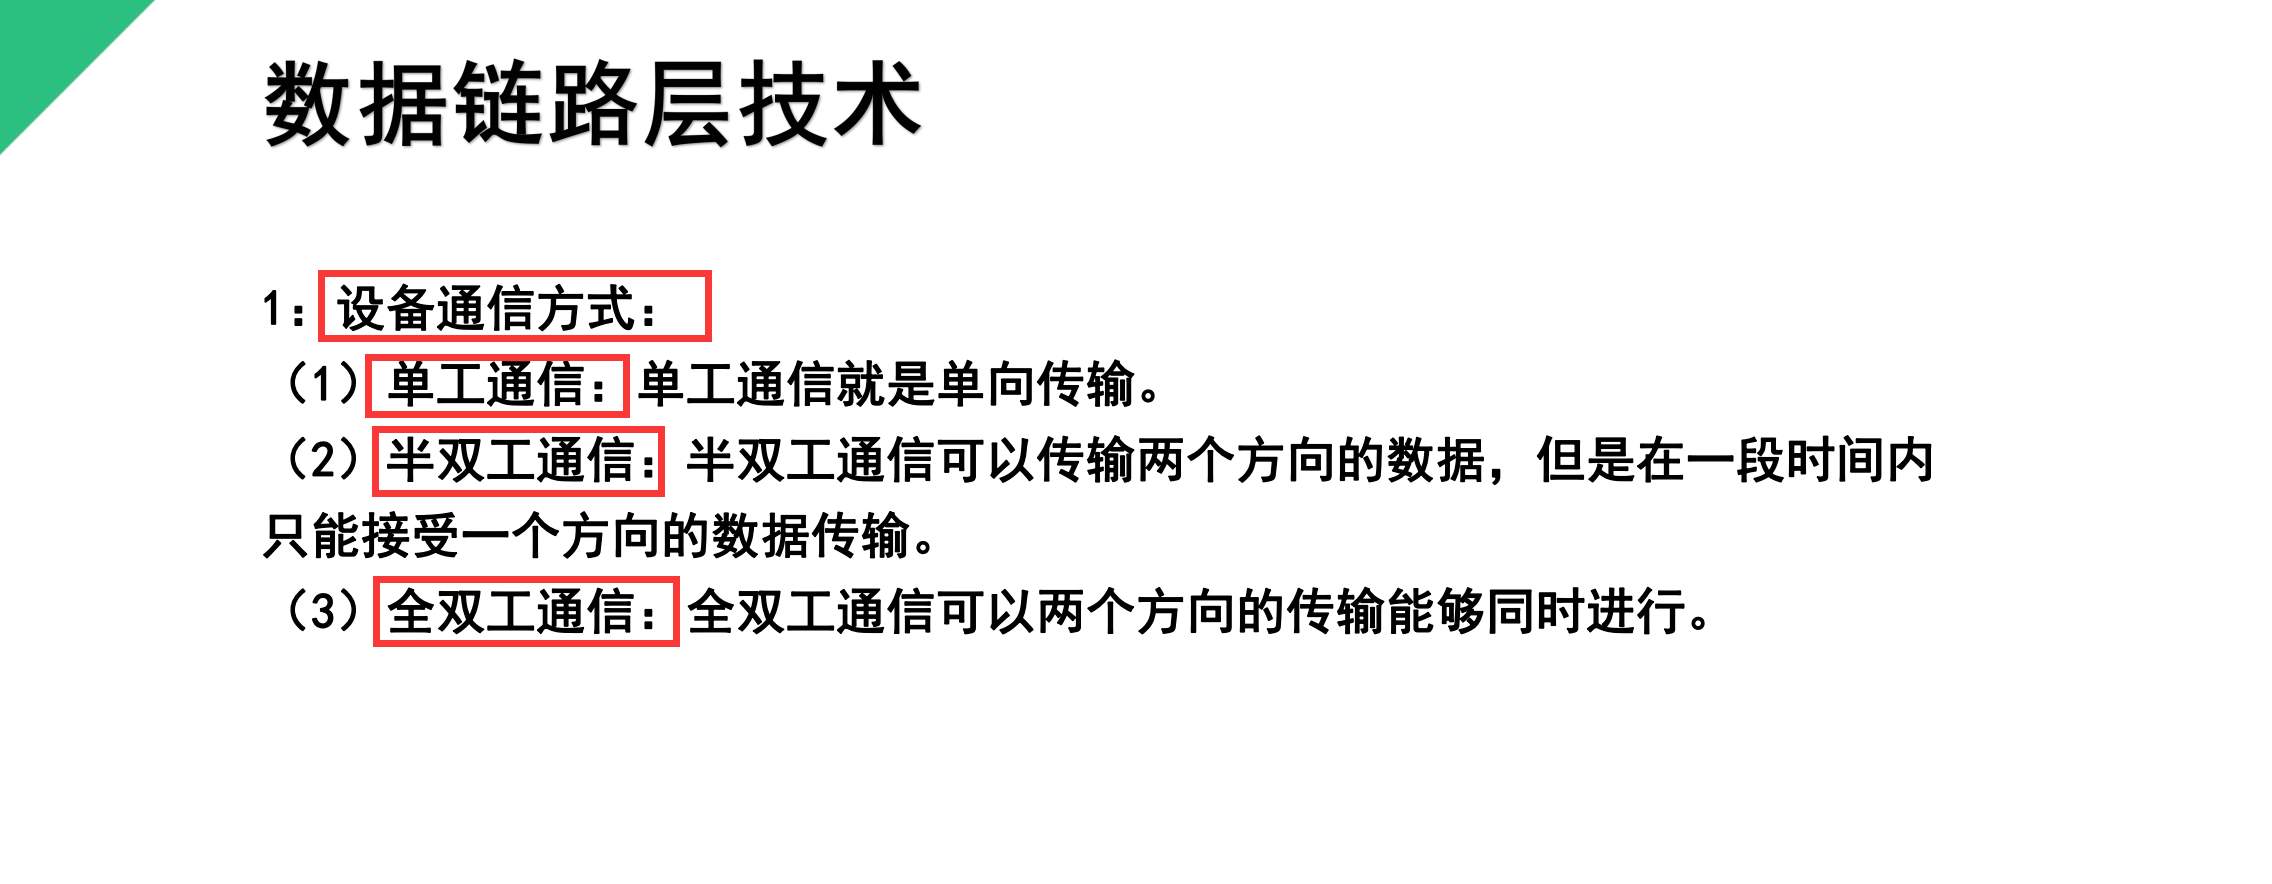 数据链路层技术
1：设备通信方式：
（1）单工通信：单工通信就是单向传输。
（2）半双工通信：半双工通信可以传输两个方向的数据，但是在一段时间内
只能接受一个方向的数据传输。
（3）全双工通信：全双工通信可以两个方向的传输能够同时进行。